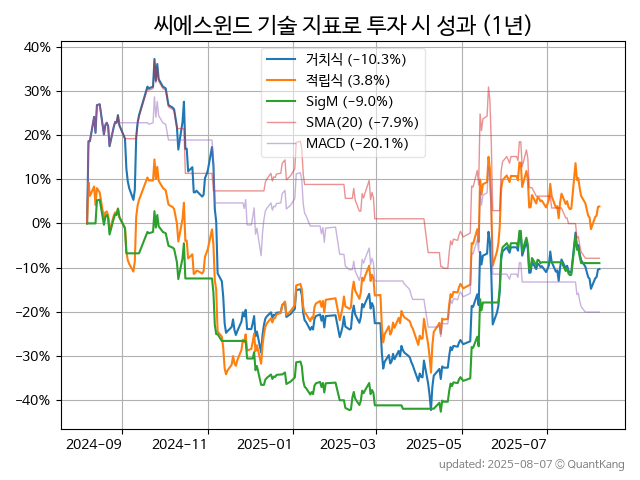 씨에스윈드 기술 지표로 투자 시 성과 (1년)
40%
30%
20%
10%
0%
-10%
-20%
-30%
-40%
거치식 (-10.3%)
적립식 (3.8%)
SigM (-9.0%)
SMA(20) (-7.9%)
MACD (-20.1%)
2024-09
2024-11
2025-01
2025-03
2025-05
2025-07
updated: 2025-08-07 © QuantKang